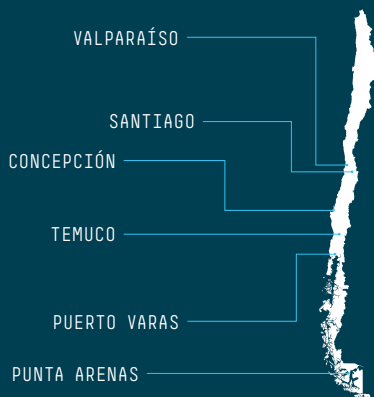 VALPARAÍSO
SANTIAGO
CONCEPCIÓN
TEMUCO
PUERTO VARAS
PUNTA ARENAS